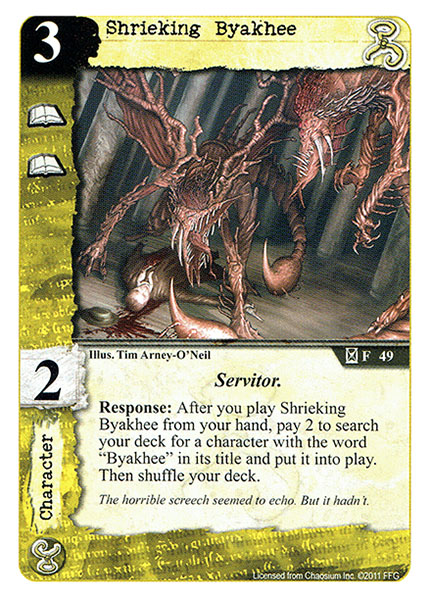 3
Shrieking Byakhee
Illus. Tim Arney-O'Neil
F 49
2
Servitor.
Response: After you play Shrieking
Byakhee from your hand, pay 2 to search
your deck for a character with the word
“Byakhee” in its title and put it into play.
Then shuffle your deck.
The horrible screech seemed to echo. But it hadn't.
Character
Licensed from Chaosium Inc. ©2011 FFG